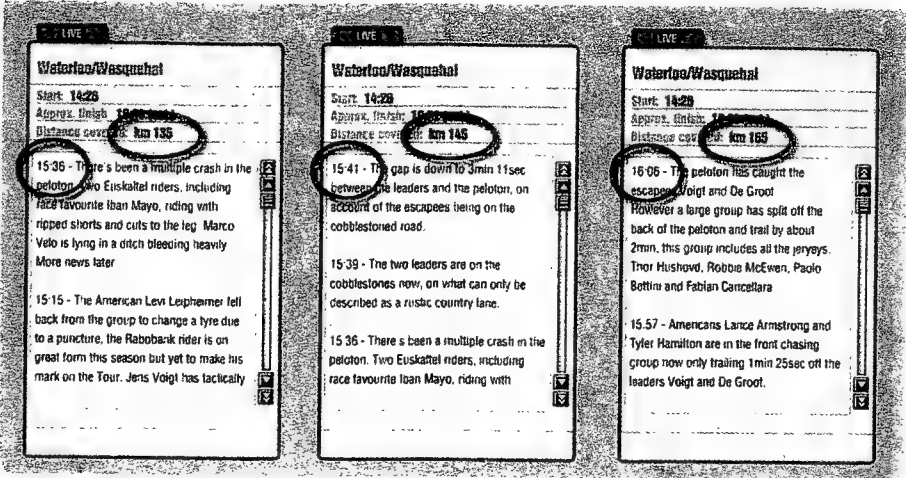 LIVE
Waterloo/Wasquehal
Start: 14:26
Approx. finish:
Distance covered: km 135
15:36 - There's been a multiple crash in the
peloton. Two Euskaltel riders, including
race favourite Iban Mayo, riding with
ripped shorts and cuts to the leg. Marco
Velo is lying in a ditch bleeding heavily
More news later
15:15 - The American Levi Leipheimer fell
back from the group to change a tyre due
to a puncture, the Rabobank rider is on
great form this season but yet to make his
mark on the Tour. Jens Voigt has tactically
LIVE
Waterloo/Wasquehal
Start: 14:26
Approx. finish:
Distance covered: km 145
15:41 - The gap is down to 3min 11sec
between the leaders and the peloton, on
account of the escapees being on the
cobblestoned road.
15:39 - The two leaders are on the
cobblestones now, on what can only be
described as a rustic country lane.
15 36 - There s been a multiple crash in the
peloton. Two Euskaltel riders, including
race favourite Iban Mayo, riding with
LIVE
Waterloo/Wasquehal
Start: 14:26
Approx. finish:
Distance covered: km 165
16:06 - The peloton has caught the
escapees Voigt and De Groot
However a large group has split off the
back of the peloton and trail by about
2min, this group includes all the jeryeys.
Thor Hushovd, Robbie McEwen, Paolo
Bettini and Fabian Cancellara
15.57 - Americans Lance Armstrong and
Tyler Hamilton are in the front chasing
group now only trailing 1min 25sec off the
leaders Voigt and De Groot.